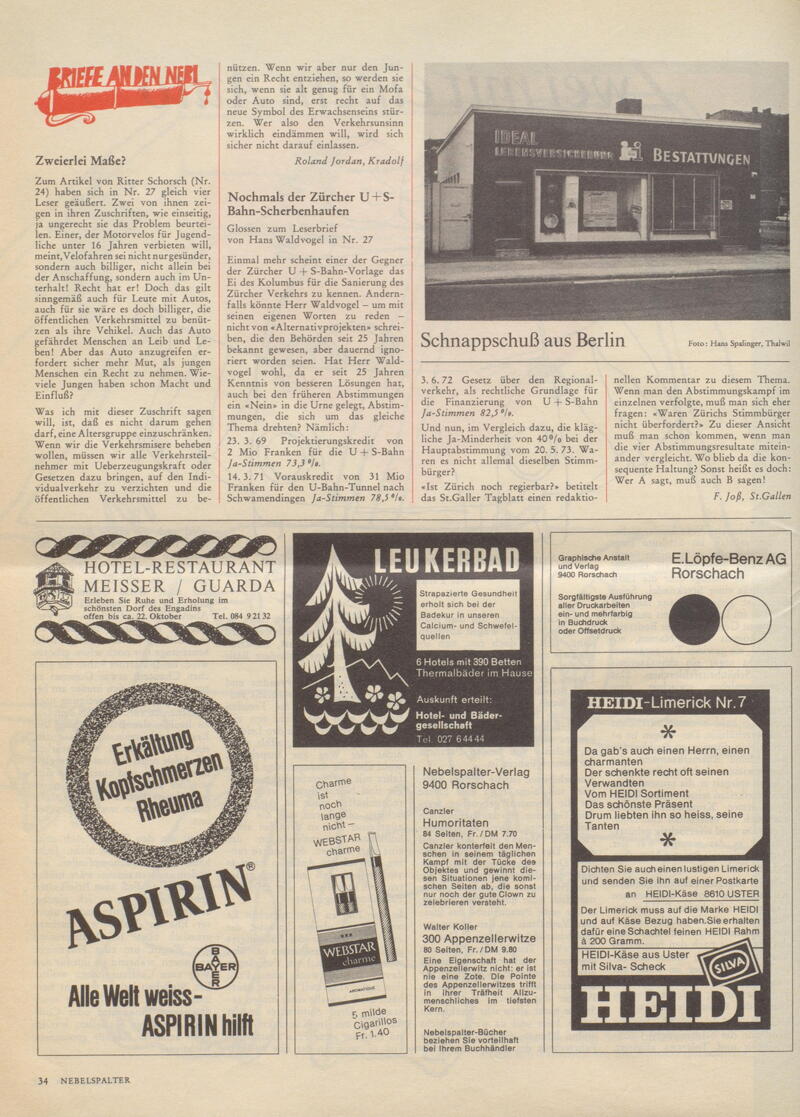 BRIEFE AN DEN NEBI
Zweierlei Maße?
Zum Artikel von Ritter Schorsch (Nr.
24) haben sich in Nr. 27 gleich vier
Leser geäußert. Zwei von ihnen zei-
gen in ihren Zuschriften, wie einseitig,
ja ungerecht sie das Problem beurtei-
len. Einer, der Motorvelos für Jugend-
liche unter 16 Jahren verbieten will,
meint, Velofahren sei nicht nur gesünder,
sondern auch billiger, nicht allein bei
der Anschaffung, sondern auch im Un-
terhalt! Recht hat er! Doch das gilt
sinngemäß auch für Leute mit Autos,
auch für sie wäre es doch billiger, die
öffentlichen Verkehrsmittel zu benüt-
zen als ihre Vehikel. Auch das Auto
gefährdet Menschen an Leib und Le-
ben! Aber das Auto anzugreifen er-
fordert sicher mehr Mut, als jungen
Menschen ein Recht zu nehmen. Wie-
viele Jungen haben schon Macht und
Einfluß?
Was ich mit dieser Zuschrift sagen
will, ist, daß es nicht darum gehen
darf, eine Altersgruppe einzuschränken.
Wenn wir die Verkehrsmisere beheben
wollen, müssen wir alle Verkehrsteil-
nehmer mit Ueberzeugungskraft oder
Gesetzen dazu bringen, auf den Indi-
vidualverkehr zu verzichten und die
öffentlichen Verkehrsmittel zu be-
nützen. Wenn wir aber nur den Jun-
gen ein Recht entziehen, so werden sie
sich, wenn sie alt genug für ein Mofa
oder Auto sind, erst recht auf das
neue Symbol des Erwachsenseins stür-
zen. Wer also den Verkehrsunsinn
wirklich eindämmen will, wird sich
sicher nicht darauf einlassen.
Roland Jordan, Kradolf
Nochmals der Zürcher U+S-
Bahn-Scherbenhaufen
Glossen zum Leserbrief
von Hans Waldvogel in Nr. 27
Einmal mehr scheint einer der Gegner
der Zürcher U + S-Bahn-Vorlage das
Ei des Kolumbus für die Sanierung des
Zürcher Verkehrs zu kennen. Andern-
falls könnte Herr Waldvogel – um mit
seinen eigenen Worten zu reden –
nicht von «Alternativprojekten» schrei-
ben, die den Behörden seit 25 Jahren
bekannt gewesen, aber dauernd igno-
riert worden seien. Hat Herr Wald-
vogel wohl, da er seit 25 Jahren
Kenntnis von besseren Lösungen hat,
auch bei den früheren Abstimmungen
ein «Nein» in die Urne gelegt, Abstim-
mungen, die sich um das gleiche
Thema drehten? Nämlich:
23. 3. 69 Projektierungskredit von
2 Mio Franken für die U + S-Bahn
Ja-Stimmen 73,3 %.
14. 3. 71 Vorauskredit von 31 Mio
Franken für den U-Bahn-Tunnel nach
Schwamendingen Ja-Stimmen 78,5 %.
IDEAL
LEBENSVERSICHERUNG
BESTATTUNGEN
Schnappschuß aus Berlin
Foto: Hans Spalinger, Thalwil
3. 6. 72 Gesetz über den Regional-
verkehr, als rechtliche Grundlage für
die Finanzierung von U + S-Bahn
Ja-Stimmen 82,5 %.
Und nun, im Vergleich dazu, die kläg-
liche Ja-Minderheit von 40% bei der
Hauptabstimmung vom 20. 5. 73. Wa-
ren es nicht allemal dieselben Stimm-
bürger?
«Ist Zürich noch regierbar?» betitelt
das St.Galler Tagblatt einen redaktio-
nellen Kommentar zu diesem Thema.
Wenn man den Abstimmungskampf im
einzelnen verfolgte, muß man sich eher
fragen: «Waren Zürichs Stimmbürger
nicht überfordert?» Zu dieser Ansicht
muß man schon kommen, wenn man
die vier Abstimmungsresultate mitein-
ander vergleicht. Wo blieb da die kon-
sequente Haltung? Sonst heißt es doch:
Wer A sagt, muß auch B sagen!
F. Joß, St.Gallen
HOTEL-RESTAURANT
MEISSER / GUARDA
Erleben Sie Ruhe und Erholung im
schönsten Dorf des Engadins
offen bis ca. 22. Oktober Tel. 084 9 21 32
Erkältung
Kopfschmerzen
Rheuma
ASPIRIN®
BAYER
BAYER
Alle Welt weiss-
ASPIRIN hilft
LEUKERBAD
Strapazierte Gesundheit
erholt sich bei der
Badekur in unseren
Calcium- und Schwefel-
quellen
6 Hotels mit 390 Betten
Thermalbäder im Hause
Auskunft erteilt:
Hotel- und Bäder-
gesellschaft
Tel. 027 6 44 44
Charme
ist
noch
lange
nicht –
WEBSTAR
charme
WEBSTAR
charme
AROMATIQUE
5 milde
Cigarillos
Fr. 1.40
Nebelspalter-Verlag
9400 Rorschach
Canzler
Humoritaten
84 Seiten, Fr. / DM 7.70
Canzler konterfeit den Men-
schen in seinem täglichen
Kampf mit der Tücke des
Objektes und gewinnt die-
sen Situationen jene komi-
schen Seiten ab, die sonst
nur noch der gute Clown zu
zelebrieren versteht.
Walter Koller
300 Appenzellerwitze
80 Seiten, Fr. / DM 9.80
Eine Eigenschaft hat der
Appenzellerwitz nicht: er ist
nie eine Zote. Die Pointe
des Appenzellerwitzes trifft
in ihrer Träfheit Allzu-
menschliches im tiefsten
Kern.
Nebelspalter-Bücher
beziehen Sie vorteilhaft
bei Ihrem Buchhändler
Graphische Anstalt
und Verlag
9400 Rorschach
Sorgfältigste Ausführung
aller Druckarbeiten
ein- und mehrfarbig
in Buchdruck
oder Offsetdruck
E. Löpfe-Benz AG
Rorschach
HEIDI-Limerick Nr. 7
*
Da gab's auch einen Herrn, einen
charmanten
Der schenkte recht oft seinen
Verwandten
Vom HEIDI Sortiment
Das schönste Präsent
Drum liebten ihn so heiss, seine
Tanten
*
Dichten Sie auch einen lustigen Limerick
und senden Sie ihn auf einer Postkarte
an HEIDI-Käse 8610 USTER
Der Limerick muss auf die Marke HEIDI
und auf Käse Bezug haben. Sie erhalten
dafür eine Schachtel feinen HEIDI Rahm
à 200 Gramm.
HEIDI-Käse aus Uster
mit Silva-Scheck
SILVA
HEIDI
34 NEBELSPALTER